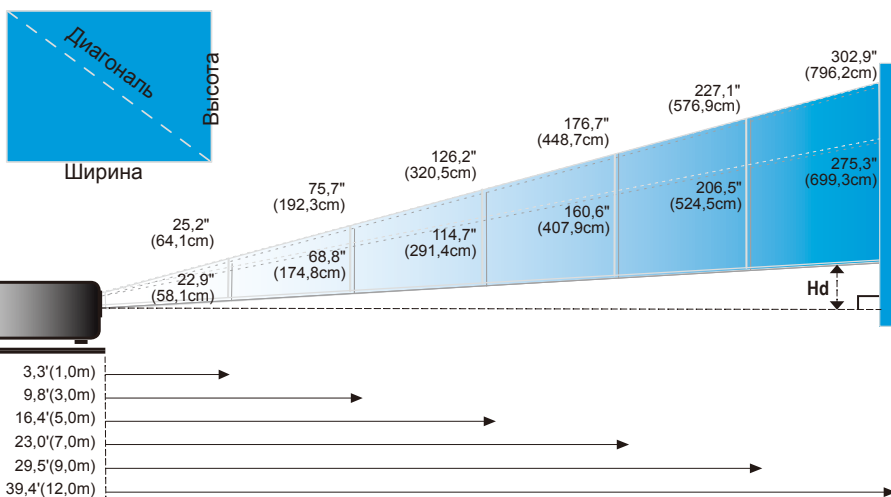 Диагональ
Высота
Ширина
302,9"
(796,2cm)
227,1"
(576,9cm)
176,7"
(448,7cm)
126,2"
(320,5cm)
75,7"
(192,3cm)
25,2"
(64,1cm)
275,3"
(699,3cm)
206,5"
(524,5cm)
160,6"
(407,9cm)
114,7"
(291,4cm)
68,8"
(174,8cm)
22,9"
(58,1cm)
Hd
3,3'(1,0m)
9,8'(3,0m)
16,4'(5,0m)
23,0'(7,0m)
29,5'(9,0m)
39,4'(12,0m)